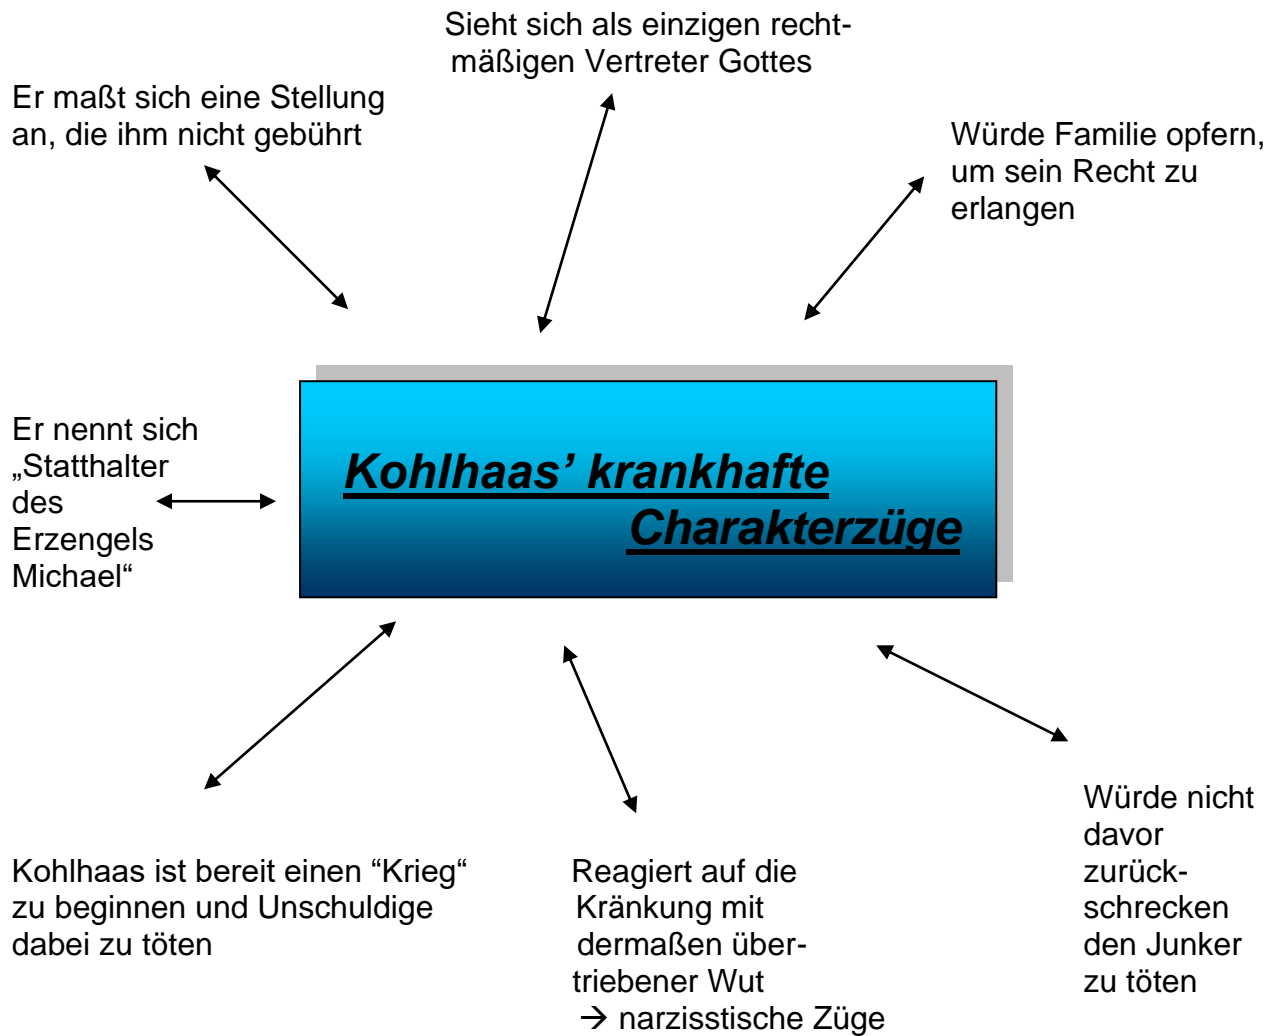 Sieht sich als einzigen recht-
mäßigen Vertreter Gottes
Er maßt sich eine Stellung
an, die ihm nicht gebührt
Würde Familie opfern,
um sein Recht zu
erlangen
Er nennt sich
„Statthalter
des
Erzengels
Michael“
Kohlhaas’ krankhafte
Charakterzüge
Kohlhaas ist bereit einen “Krieg“
zu beginnen und Unschuldige
dabei zu töten
Reagiert auf die
Kränkung mit
dermaßen über-
triebener Wut
→ narzisstische Züge
Würde nicht
davor
zurück-
schrecken
den Junker
zu töten